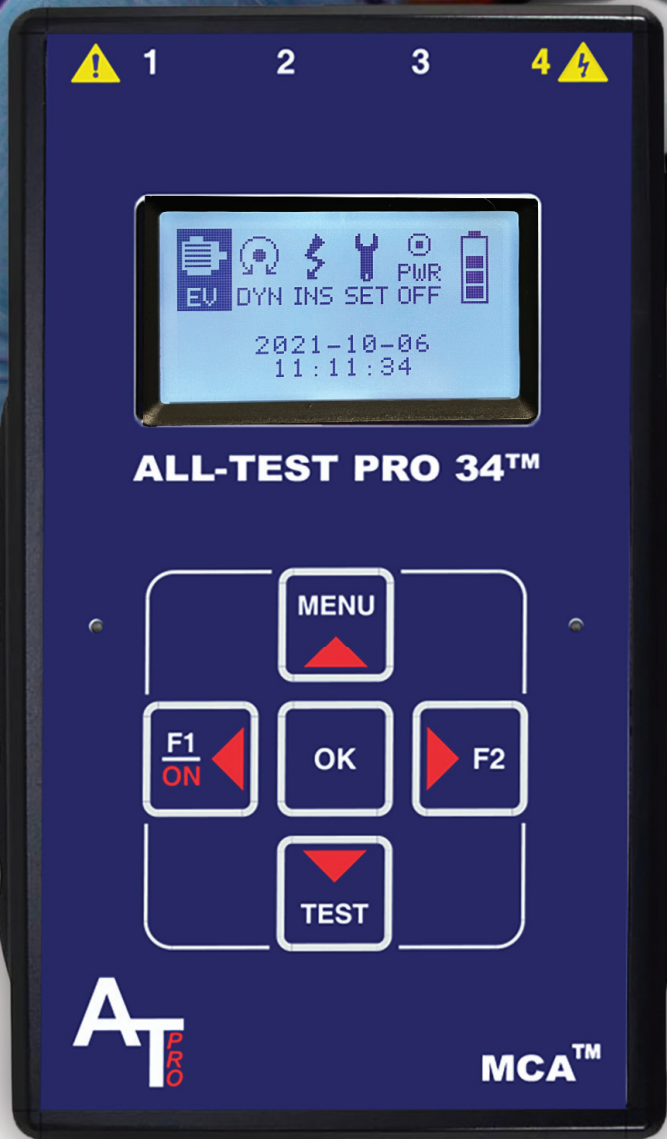 1 2 3 4
EV DYN INS SET PWR OFF
2021-10-06
11:11:34
ALL-TEST PRO 34™
MENU
F1 ON OK F2
TEST
AT PRO
MCA™